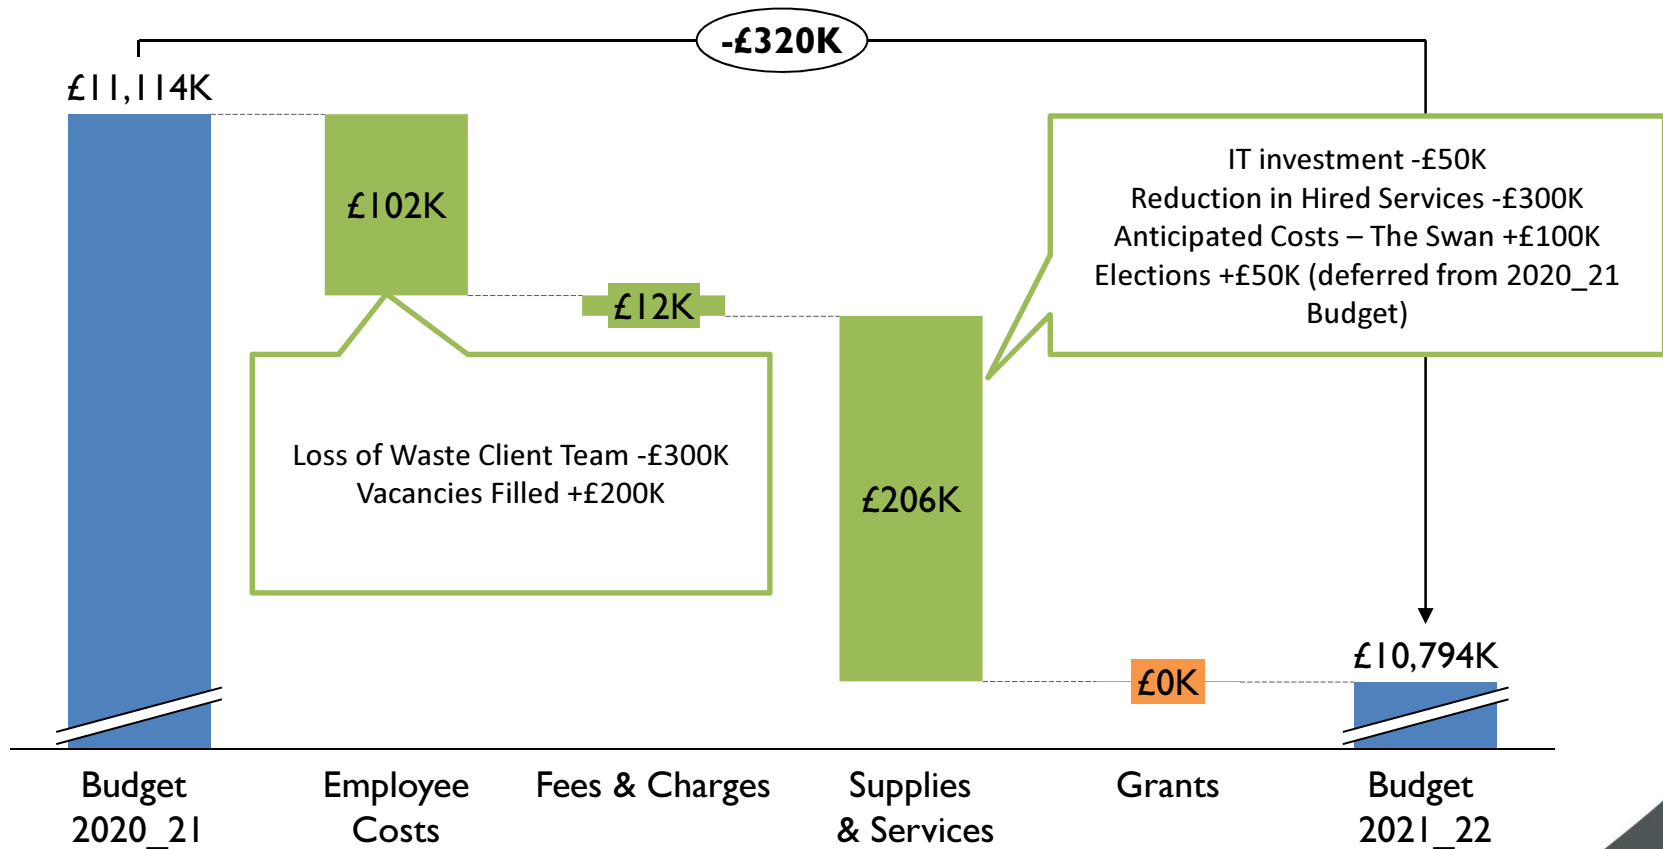 -£320K
£11,114K
£102K
£12K
£206K
£0K
£10,794K
IT investment -£50K
Reduction in Hired Services -£300K
Anticipated Costs – The Swan +£100K
Elections +£50K (deferred from 2020_21
Budget)
Loss of Waste Client Team -£300K
Vacancies Filled +£200K
Budget
2020_21
Employee
Costs
Fees & Charges
Supplies
& Services
Grants
Budget
2021_22